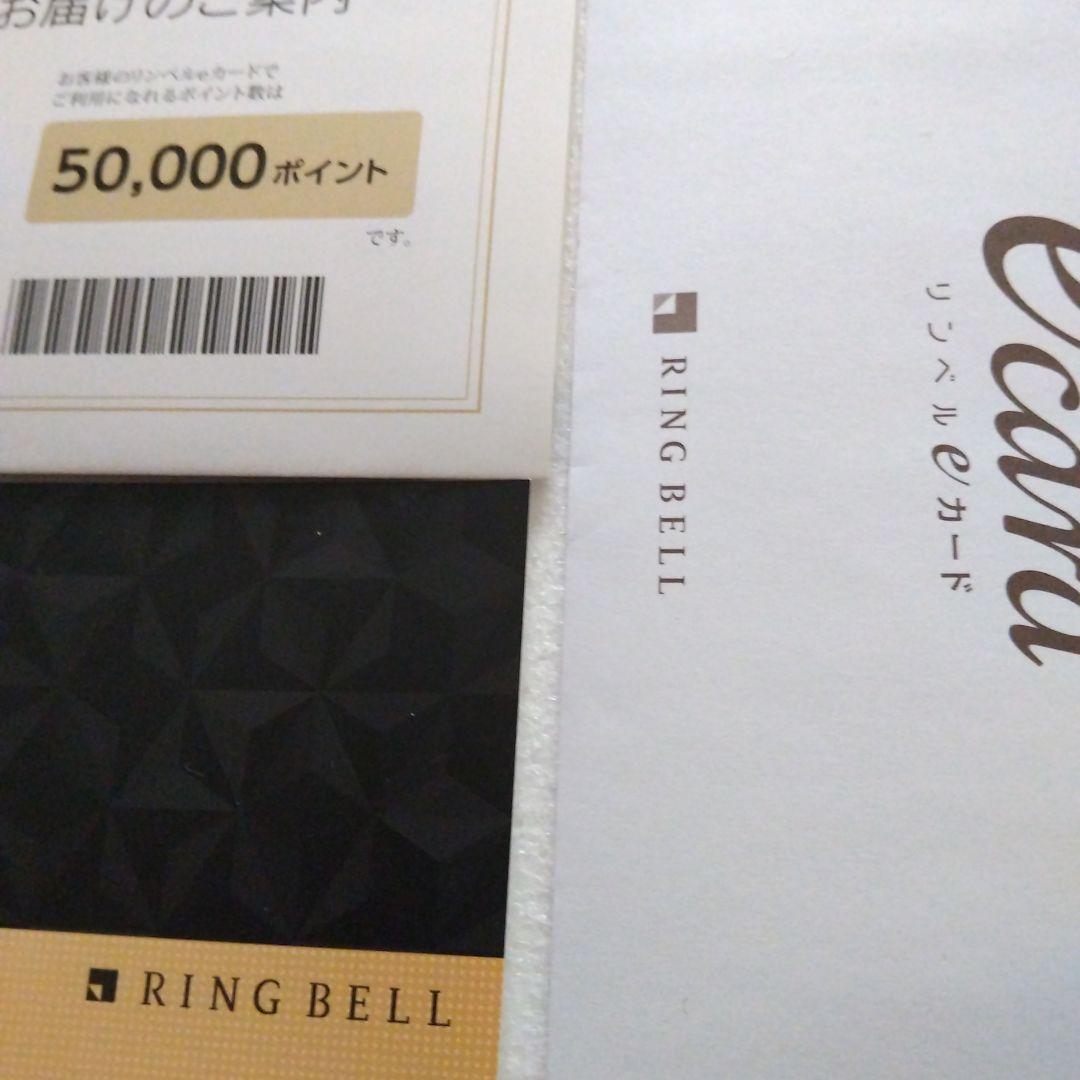 お届けのご案内
お客様のリンベルeカードで
ご利用になれるポイント数は
50,000ポイント
です。
RING BELL
ecard
リンベルeカード
RING BELL